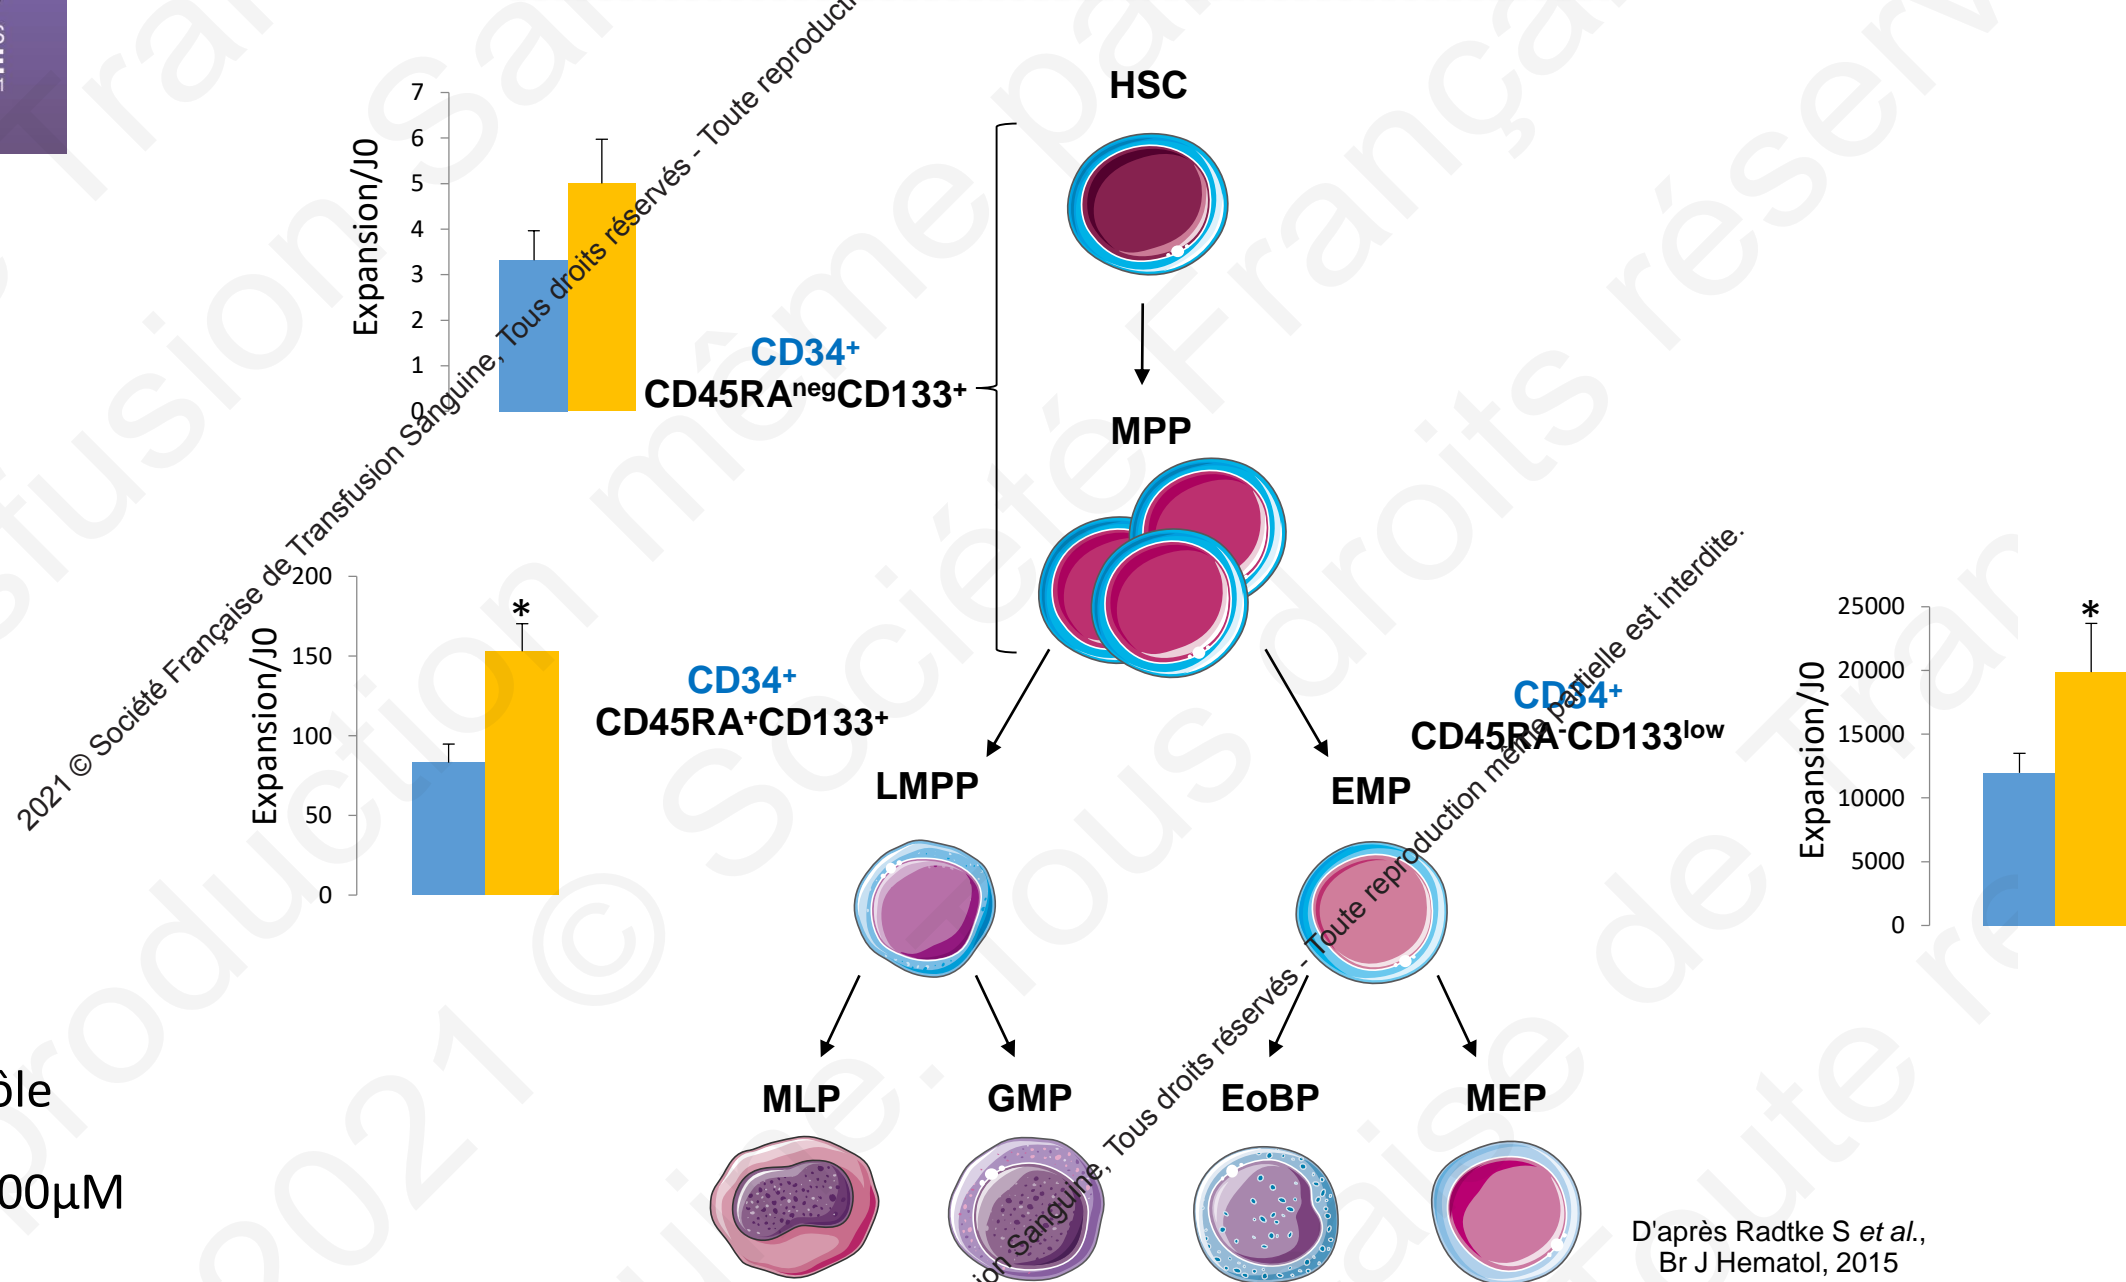 HSC
7
6
5
4
3
2
1
0
Expansion/J0
CD34+
CD45RAnegCD133+
MPP
200
150
100
50
0
Expansion/J0
*
CD34+
CD45RA+CD133+
LMPP
CD34+
CD45RA-CD133low
EMP
25000
20000
15000
10000
5000
0
Expansion/J0
*
MLP
GMP
EoBP
MEP
ôle
00µM
D'après Radtke S et al.,
Br J Hematol, 2015
2021 © Société Française de Transfusion Sanguine, Tous droits réservés - Toute reproducti
ion Sanguine, Tous droits réservés - Toute reproduction même partielle est interdite.